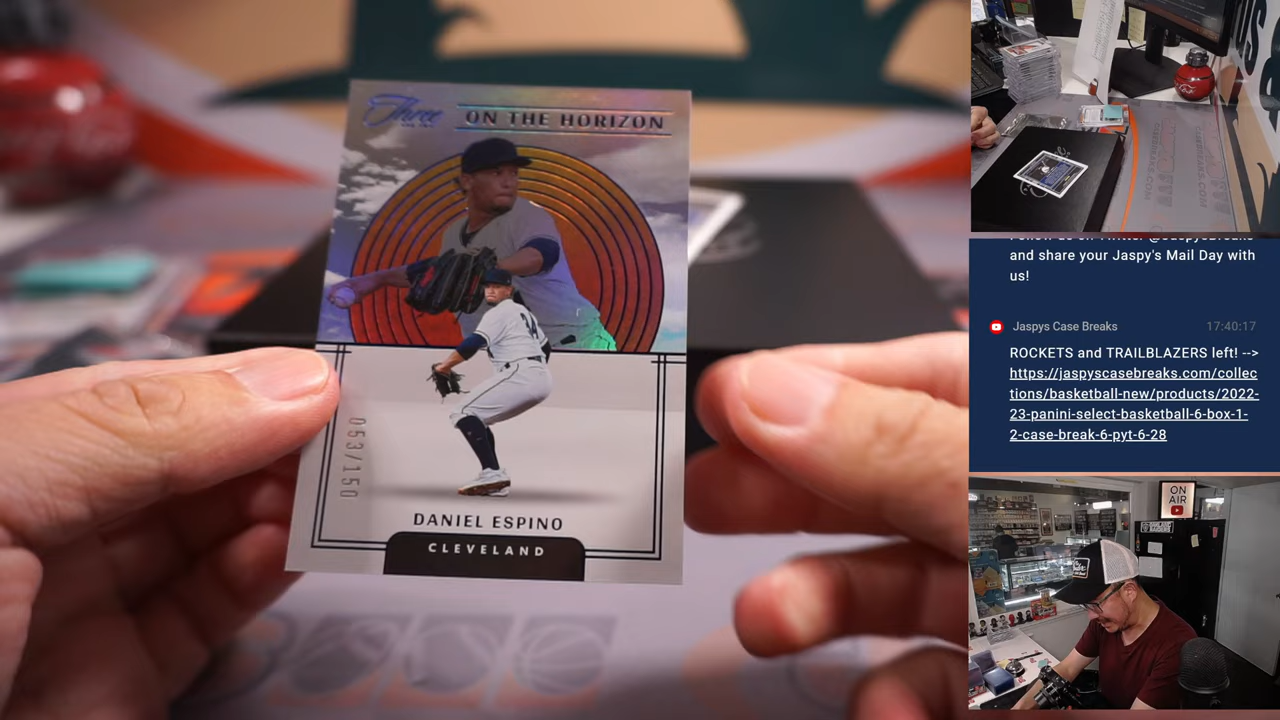 Three
ON THE HORIZON
053/150
DANIEL ESPINO
CLEVELAND
and share your Jaspy's Mail Day with
us!
Jaspys Case Breaks 17:40:17
ROCKETS and TRAILBLAZERS left! -->
https://jaspyscasebreaks.com/collec
tions/basketball-new/products/2022-
23-panini-select-basketball-6-box-1-
2-case-break-6-pyt-6-28
ON
AIR